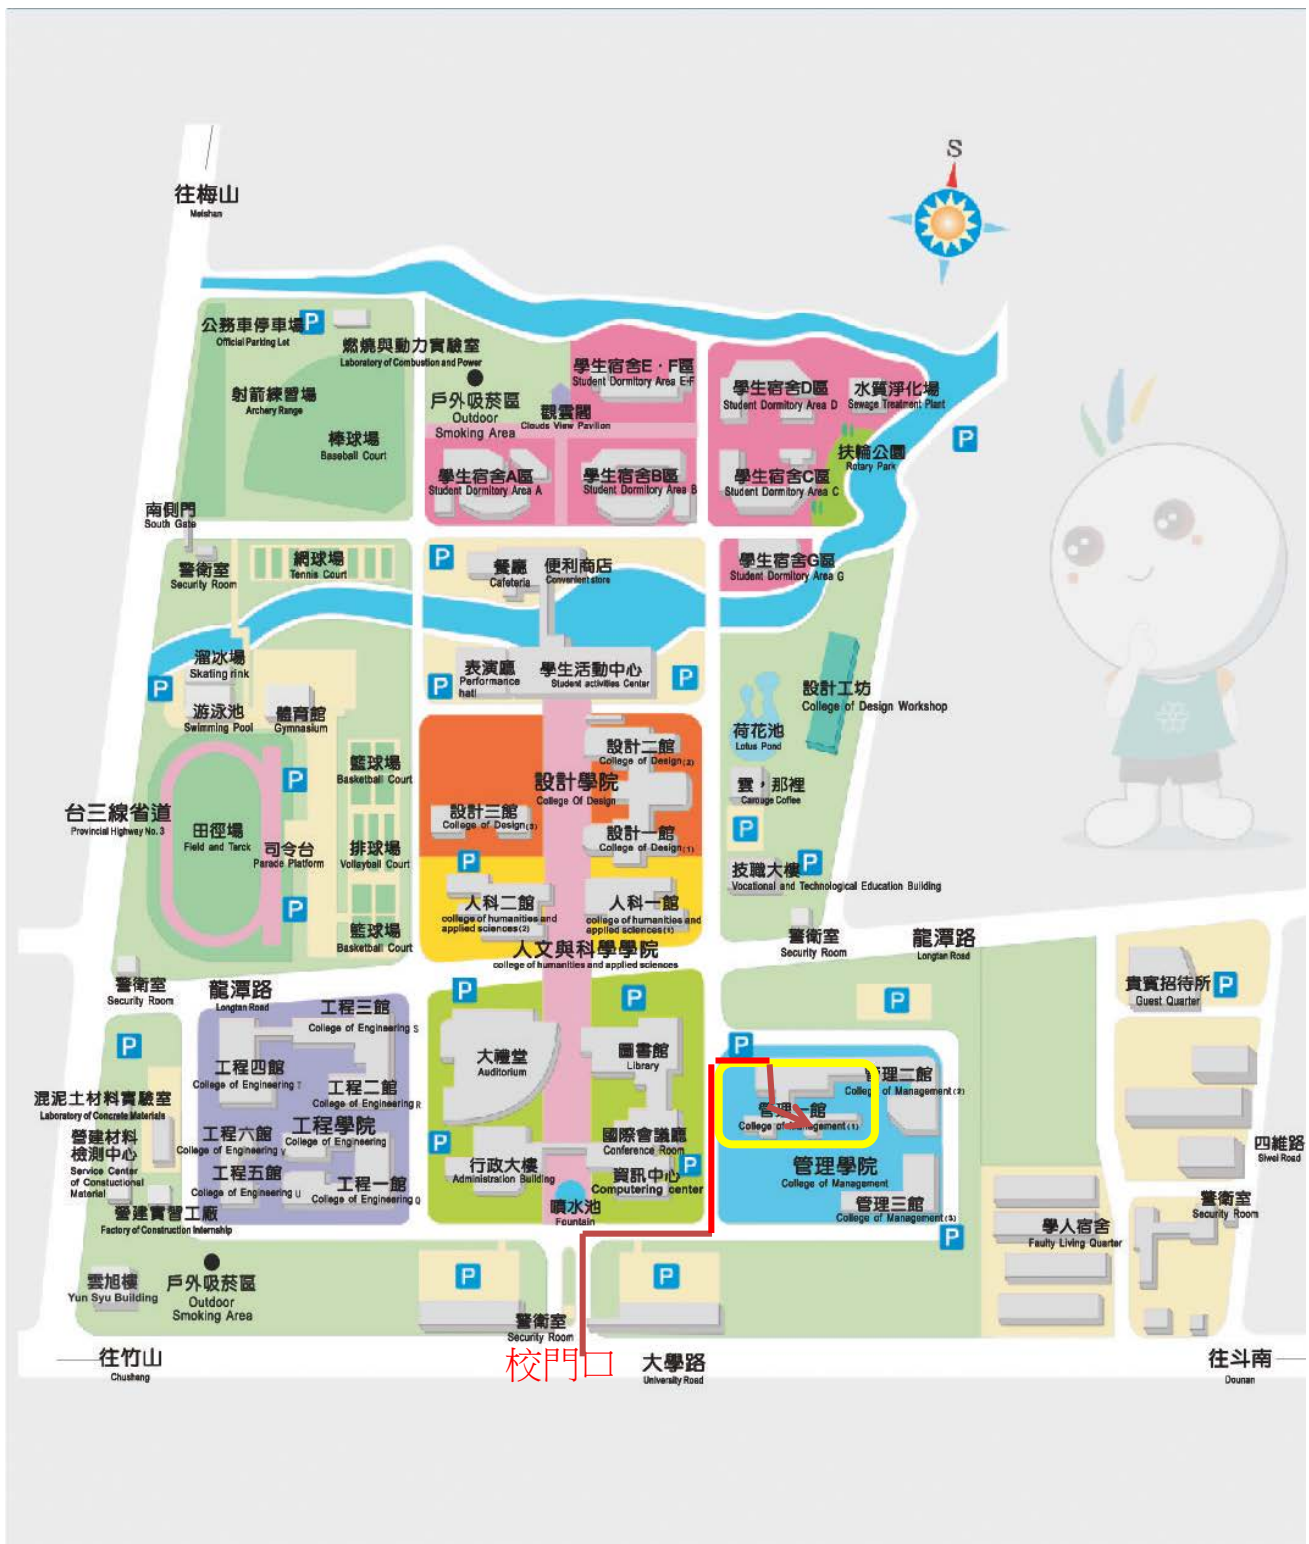 S
往梅山
Meishan
公務車停車場 P
Official Parking Lot
燃燒與動力實驗室
Laboratory of Combustion and Power
射箭練習場
Archery Range
棒球場
Baseball Court
戶外吸菸區
Outdoor
Smoking Area
觀雲閣
Clouds View Pavilion
學生宿舍E・F區
Student Dormitory Area E-F
學生宿舍D區
Student Dormitory Area D
水質淨化場
Sewage Treatment Plant
P
扶輪公園
Rotary Park
學生宿舍A區
Student Dormitory Area A
學生宿舍B區
Student Dormitory Area B
學生宿舍C區
Student Dormitory Area C
南側門
South Gate
警衛室
Security Room
網球場
Tennis Court
P
餐廳
Cafeteria
便利商店
Convenient store
學生宿舍G區
Student Dormitory Area G
溜冰場
Skating rink
P
游泳池
Swimming Pool
體育館
Gymnasium
P
表演廳
Performance
hall
學生活動中心
Student activities Center
P
荷花池
Lotus Pond
設計工坊
College of Design Workshop
籃球場
Basketball Court
P
設計二館
College of Design(2)
設計學院
College Of Design
設計三館
College of Design(3)
設計一館
College of Design(1)
雲，那裡
Carouge Coffee
P
台三線省道
Provincial Highway No. 3
田徑場
Field and Tarck
司令台
Parade Platform
排球場
Volleyball Court
P
技職大樓 P
Vocational and Technological Education Building
P
籃球場
Basketball Court
人科二館
college of humanities and
applied sciences(2)
人科一館
college of humanities and
applied sciences(1)
人文與科學學院
college of humanities and applied sciences
警衛室
Security Room
龍潭路
Longtan Road
警衛室
Security Room
龍潭路
Longtan Road
P
P
P
貴賓招待所 P
Guest Quarter
工程三館
College of Engineering S
P
工程四館
College of Engineering T
大禮堂
Auditorium
圖書館
Library
P
管理二館
College of Management(2)
混泥土材料實驗室
Laboratory of Concrete Materials
工程二館
College of Engineering R
管理一館
College of Management(1)
營建材料
檢測中心
Service Center
of Constuctional
Material
工程六館
College of Engineering V
工程學院
College of Engineering
P
國際會議廳
Conference Room
四維路
Siwei Road
工程五館
College of Engineering U
工程一館
College of Engineering Q
行政大樓
Administration Building
資訊中心
Computering center
P
管理學院
College of Management
營建實習工廠
Factory of Construction Internship
噴水池
Fountain
管理三館
College of Management(3)
P
警衛室
Security Room
學人宿舍
Faulty Living Quarter
雲旭樓
Yun Syu Building
戶外吸菸區
Outdoor
Smoking Area
P
P
警衛室
Security Room
往竹山
Chushang
校門口
大學路
University Road
往斗南
Dounan